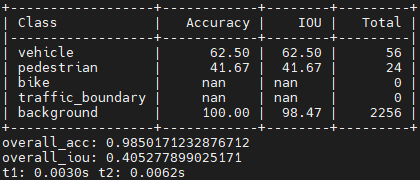 +------------------+-----------+--------+---------+
| Class            | Accuracy  | IOU    | Total   |
|------------------+-----------+--------+---------|
| vehicle          | 62.50     | 62.50  | 56      |
| pedestrian       | 41.67     | 41.67  | 24      |
| bike             | nan       | nan    | 0       |
| traffic_boundary | nan       | nan    | 0       |
| background       | 100.00    | 98.47  | 2256    |
+------------------+-----------+--------+---------+
overall_acc: 0.9850171232876712
overall_iou: 0.405277899025171
t1: 0.0030s t2: 0.0062s